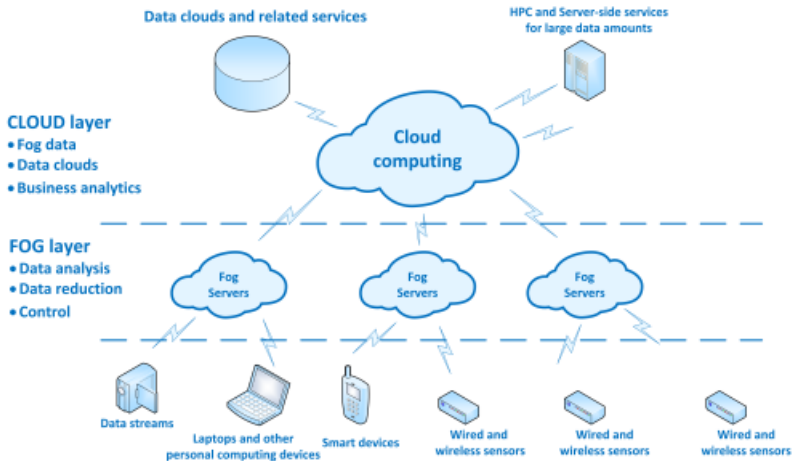 Data clouds and related services
HPC and Server-side services
for large data amounts
CLOUD layer
• Fog data
• Data clouds
• Business analytics
Cloud
computing
FOG layer
• Data analysis
• Data reduction
• Control
Fog
Servers
Fog
Servers
Fog
Servers
Data streams
Laptops and other
personal computing devices
Smart devices
Wired and
wireless sensors
Wired and
wireless sensors
Wired and
wireless sensors